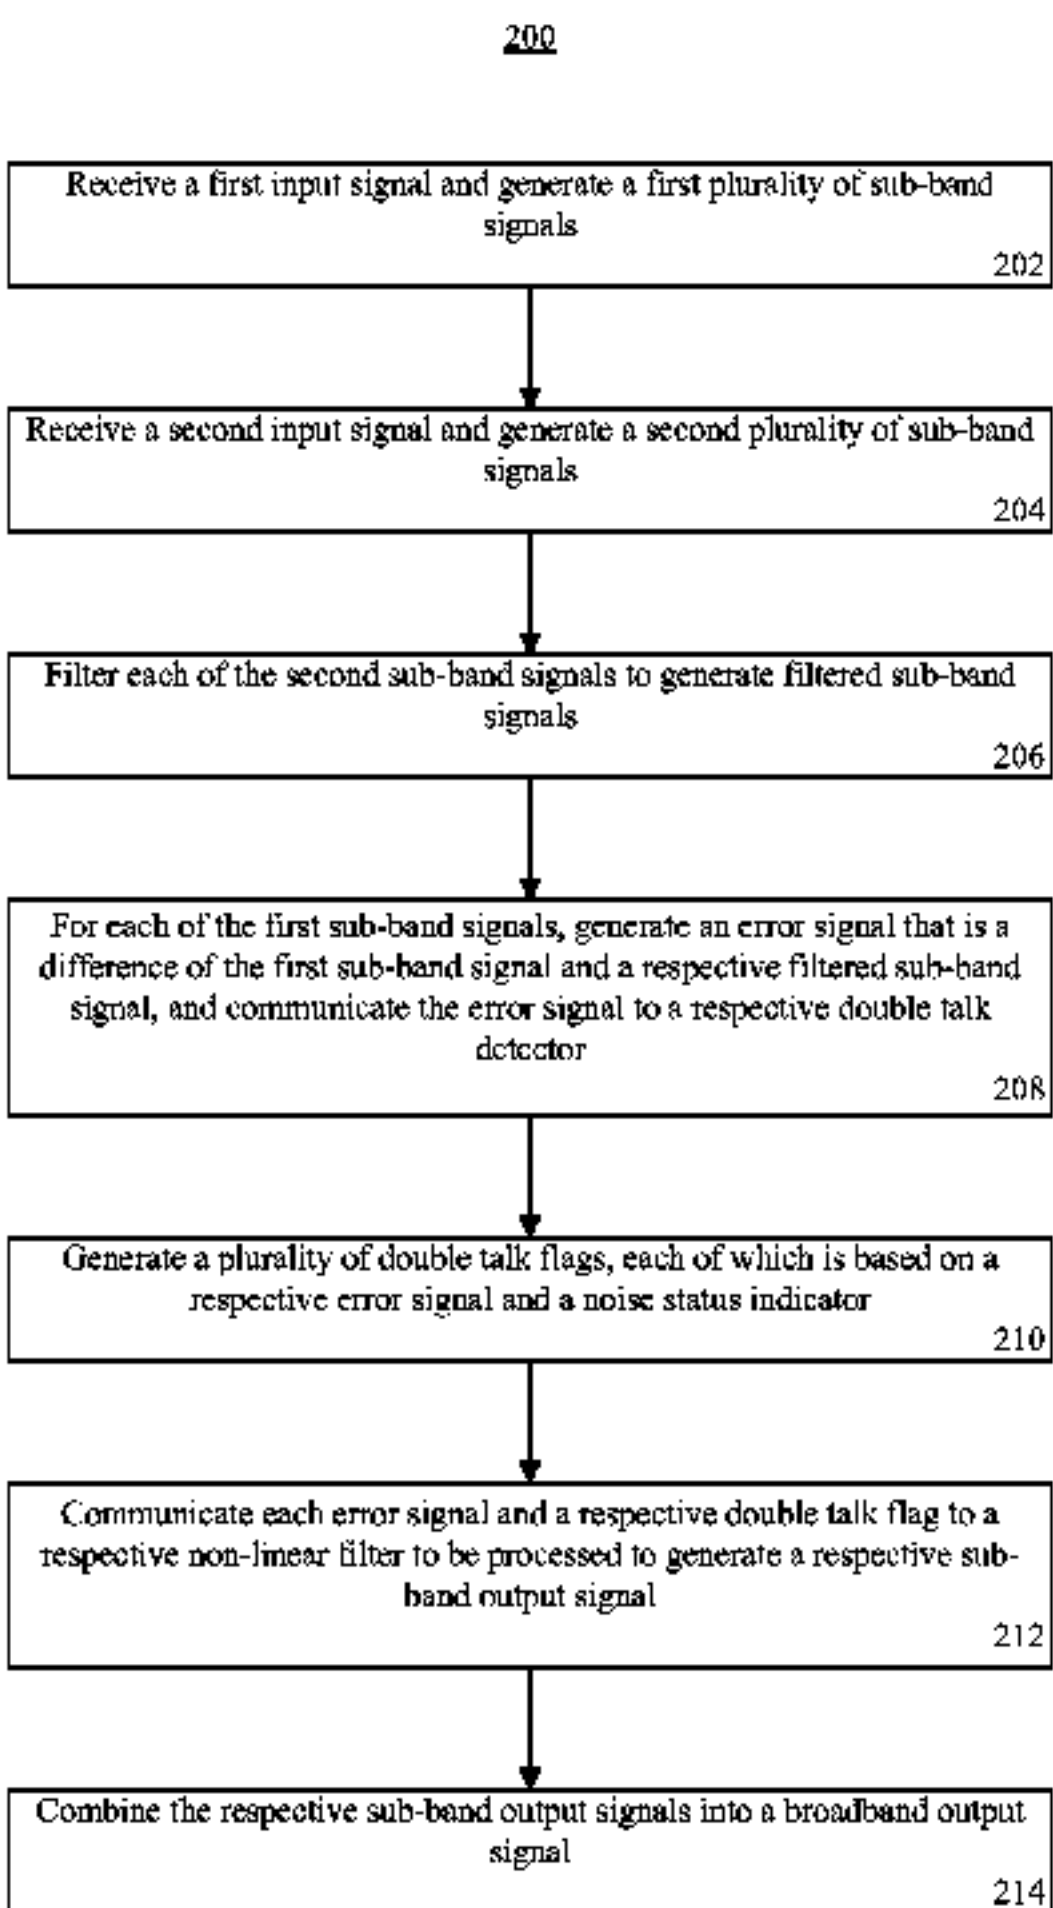 200
Receive a first input signal and generate a first plurality of sub-band
signals
202
Receive a second input signal and generate a second plurality of sub-band
signals
204
Filter each of the second sub-band signals to generate filtered sub-band
signals
206
For each of the first sub-band signals, generate an error signal that is a
difference of the first sub-band signal and a respective filtered sub-band
signal, and communicate the error signal to a respective double talk
detector
208
Generate a plurality of double talk flags, each of which is based on a
respective error signal and a noise status indicator
210
Communicate each error signal and a respective double talk flag to a
respective non-linear filter to be processed to generate a respective sub-
band output signal
212
Combine the respective sub-band output signals into a broadband output
signal
214